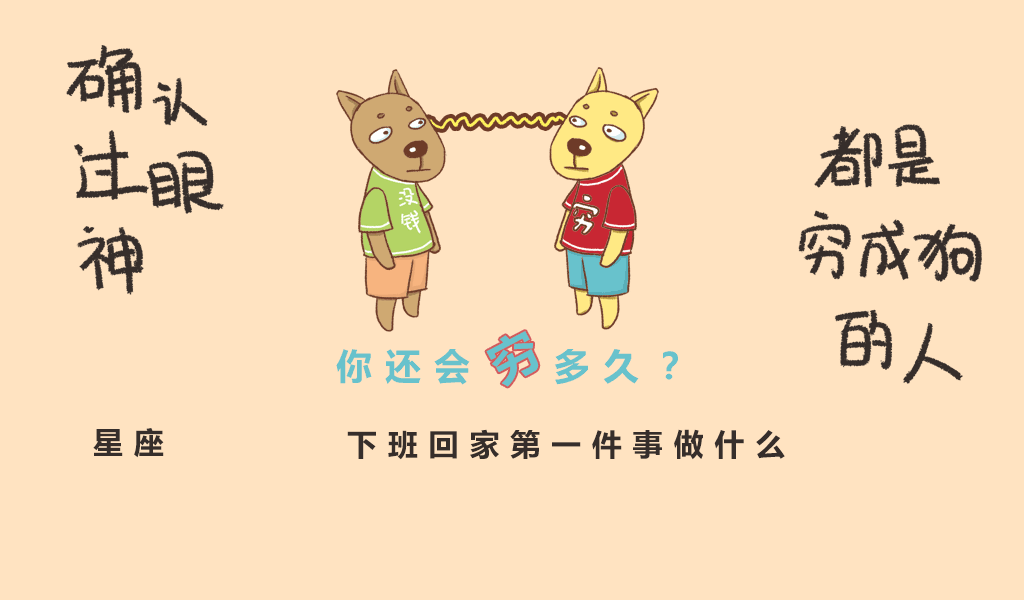 确认
过眼
神
都是
穷成狗
的人
没钱
穷
你还会穷多久？
星座
下班回家第一件事做什么